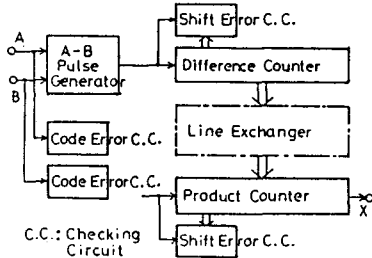 Shift Error C.C.
A
A-B
Pulse
Generator
Difference Counter
B
Line Exchanger
Code Error C.C.
Code Error C.C.
Product Counter
X
C.C.: Checking
Circuit
Shift Error C.C.